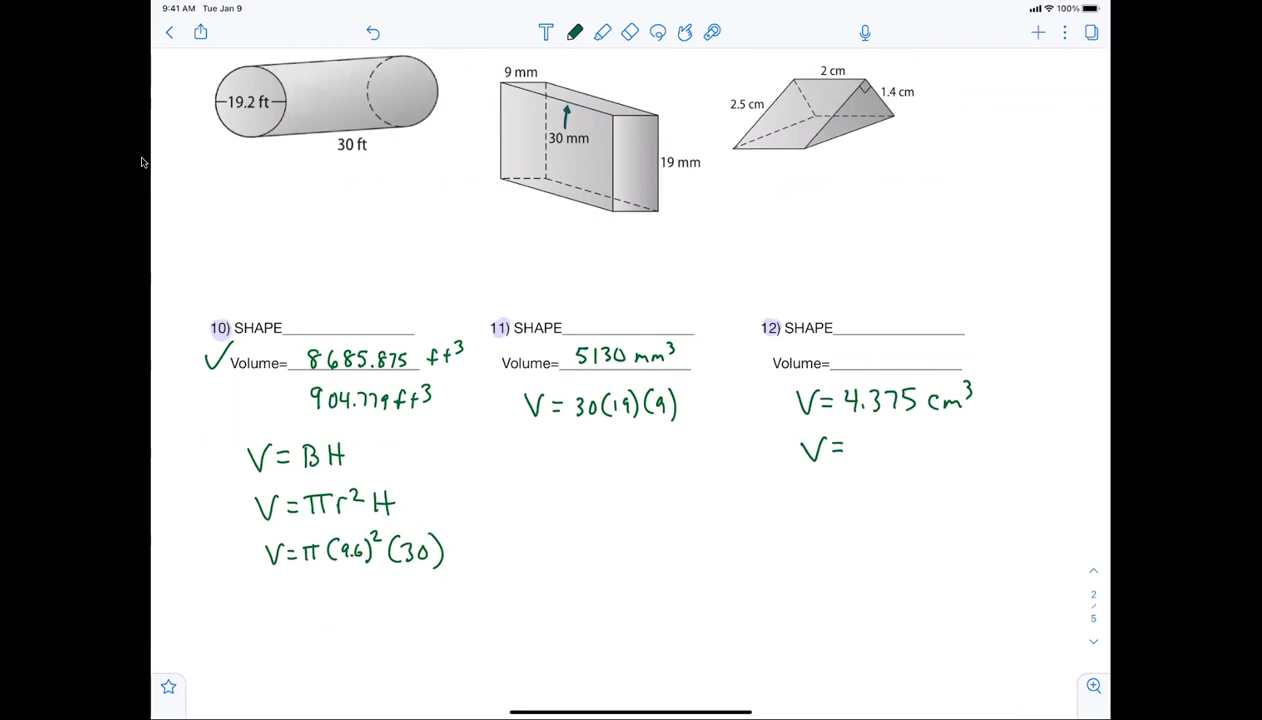 9:41 AM Tue Jan 9
100%
9 mm
2 cm
19.2 ft
2.5 cm
1.4 cm
30 ft
30 mm
19 mm
10) SHAPE
11) SHAPE
12) SHAPE
✓ Volume= 8685.875 ft³
Volume= 5130 mm³
Volume=
904.779 ft³
V = 30(19)(9)
V = 4.375 cm³
V = BH
V =
V = πr² H
V = π (9.6)² (30)
2
/
5